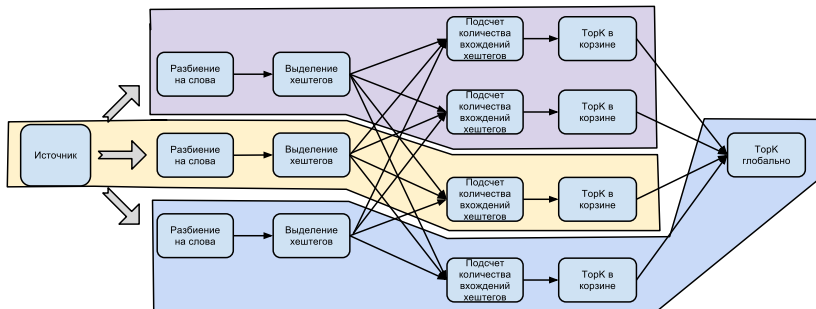 Источник
Разбиение
на слова
Выделение
хештегов
Разбиение
на слова
Выделение
хештегов
Разбиение
на слова
Выделение
хештегов
Подсчет
количества
вхождений
хештегов
TopK в
корзине
Подсчет
количества
вхождений
хештегов
TopK в
корзине
Подсчет
количества
вхождений
хештегов
TopK в
корзине
Подсчет
количества
вхождений
хештегов
TopK в
корзине
TopK
глобально